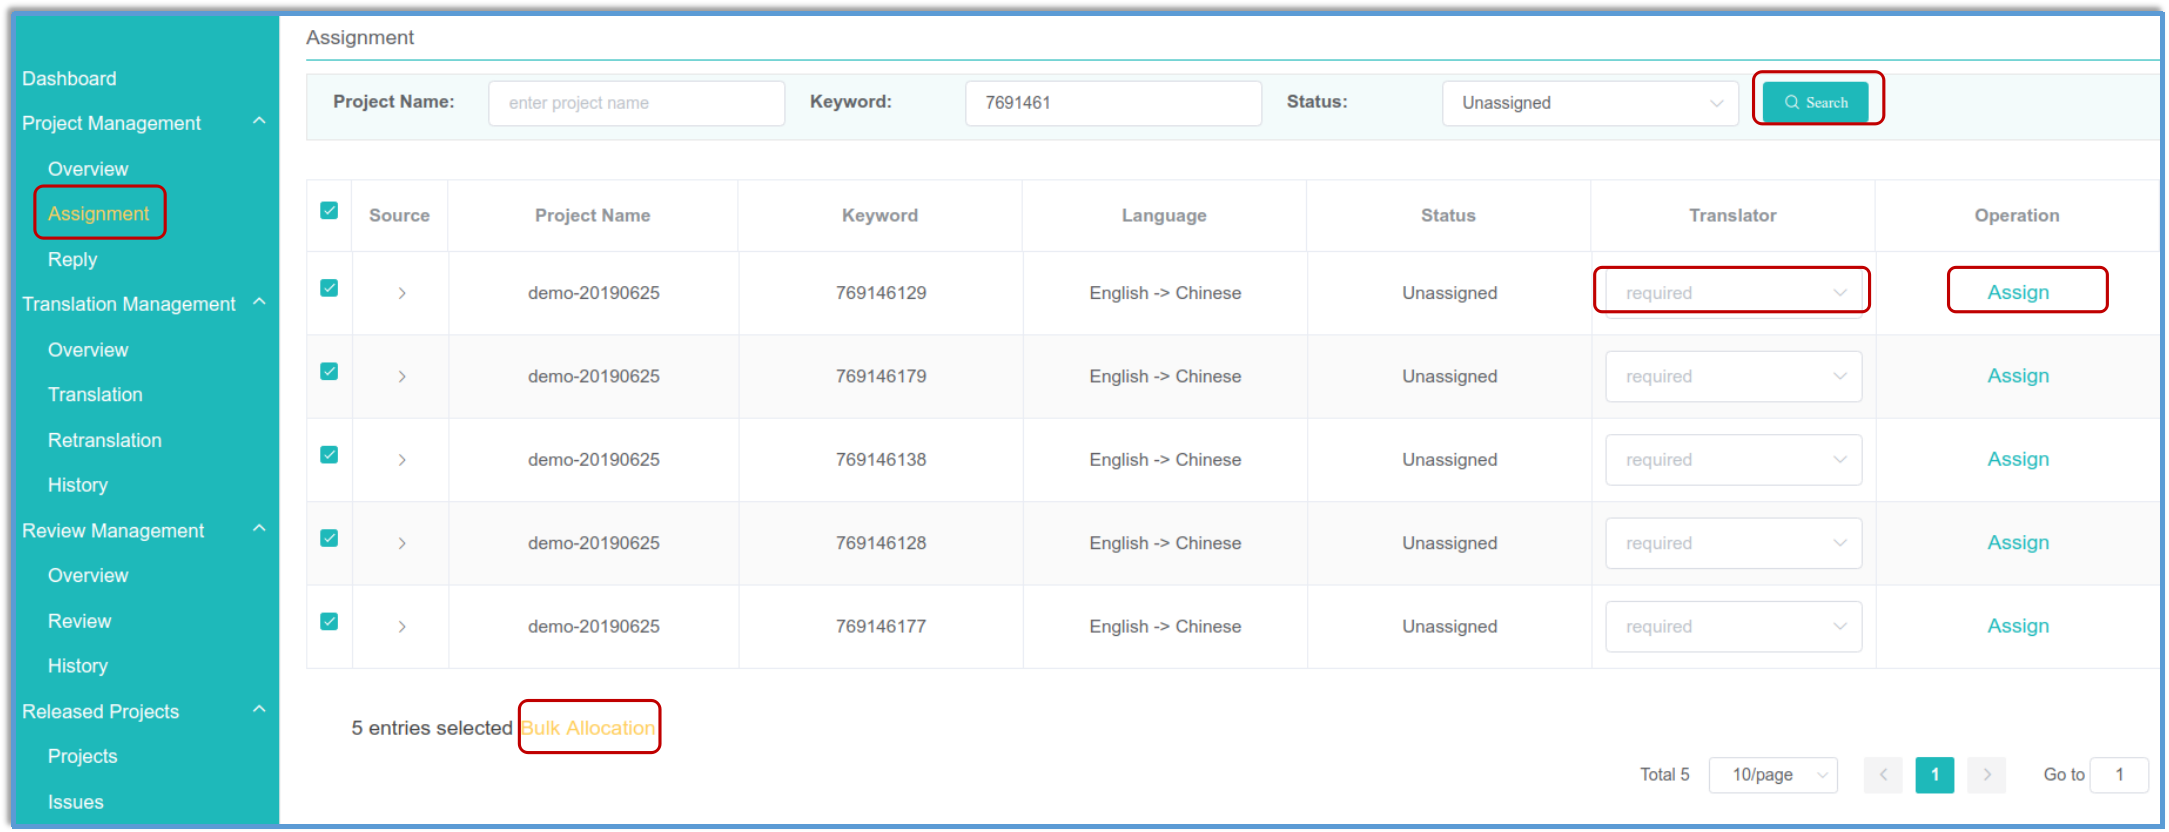 Dashboard
Project Management
Overview
Assignment
Reply
Translation Management
Overview
Translation
Retranslation
History
Review Management
Overview
Review
History
Released Projects
Projects
Issues
Assignment
Project Name: enter project name Keyword: 7691461 Status: Unassigned Search
Source Project Name Keyword Language Status Translator Operation
demo-20190625 769146129 English -> Chinese Unassigned required Assign
demo-20190625 769146179 English -> Chinese Unassigned required Assign
demo-20190625 769146138 English -> Chinese Unassigned required Assign
demo-20190625 769146128 English -> Chinese Unassigned required Assign
demo-20190625 769146177 English -> Chinese Unassigned required Assign
5 entries selected Bulk Allocation
Total 5 10/page < 1 > Go to 1